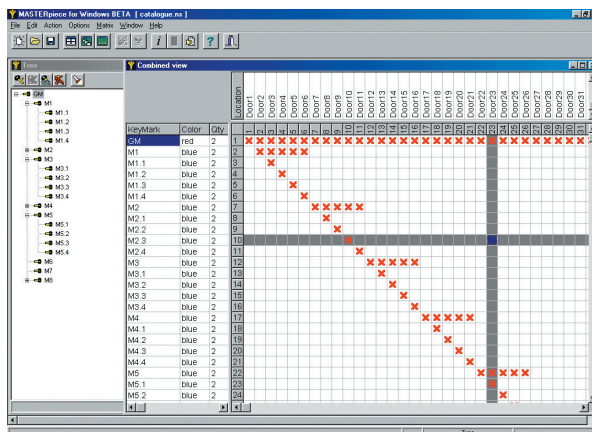 MASTERpiece for Windows BETA [ catalogue.ns ]
File Edit Action Options Matrix Window Help
Tree
GM
M1
M1.1
M1.2
M1.3
M1.4
M2
M3
M3.1
M3.2
M3.3
M3.4
M4
M5
M5.1
M5.2
M5.3
M5.4
M6
M7
M8
Combined view
Location Door1 Door2 Door3 Door4 Door5 Door6 Door7 Door8 Door9 Door10 Door11 Door12 Door13 Door14 Door15 Door16 Door17 Door18 Door19 Door20 Door21 Door22 Door23 Door24 Door25 Door26 Door27 Door28 Door29 Door30 Door31
KeyMark Color Qty 1 2 3 4 5 6 7 8 9 10 11 12 13 14 15 16 17 18 19 20 21 22 23 24 25 26 27 28 29 30 31
GM red 2 1
M1 blue 2 2
M1.1 blue 2 3
M1.2 blue 2 4
M1.3 blue 2 5
M1.4 blue 2 6
M2 blue 2 7
M2.1 blue 2 8
M2.2 blue 2 9
M2.3 blue 2 10
M2.4 blue 2 11
M3 blue 2 12
M3.1 blue 2 13
M3.2 blue 2 14
M3.3 blue 2 15
M3.4 blue 2 16
M4 blue 2 17
M4.1 blue 2 18
M4.2 blue 2 19
M4.3 blue 2 20
M4.4 blue 2 21
M5 blue 2 22
M5.1 blue 2 23
M5.2 blue 2 24